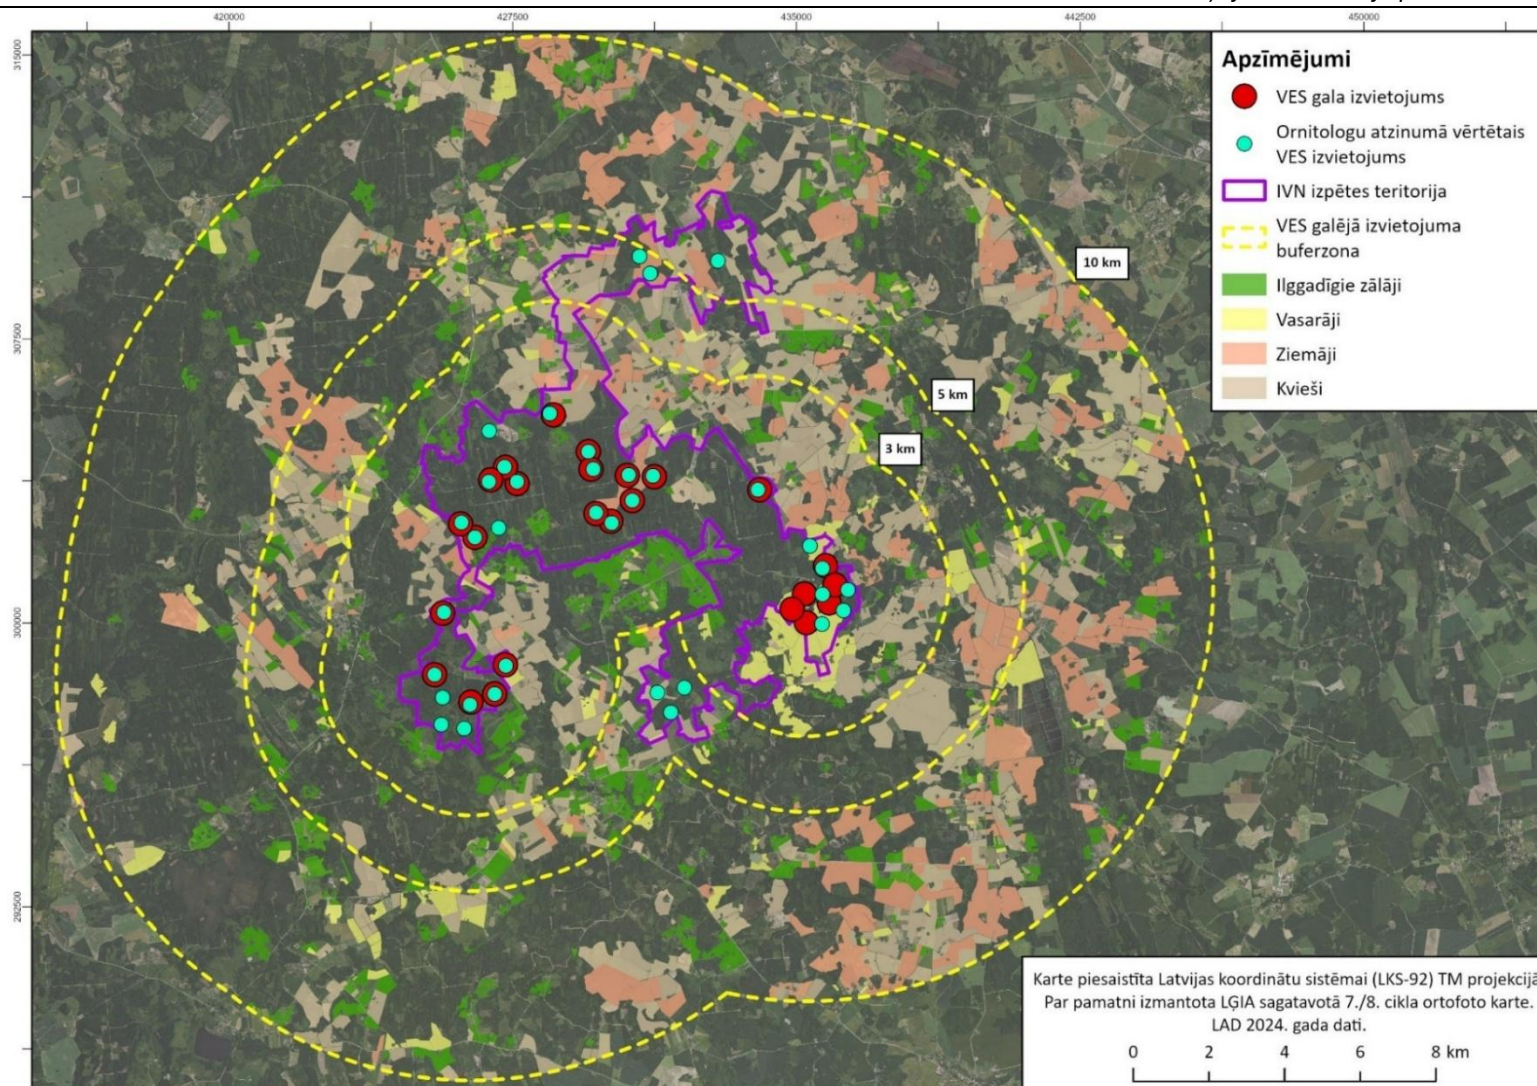 420000
427500
435000
442500
450000
315000
307500
300000
292500
Apzīmējumi
VES gala izvietojums
Ornitologu atzinumā vērtētais
VES izvietojums
IVN izpētes teritorija
VES galējā izvietojuma
buferzona
Ilggadīgie zālāji
Vasarāji
Ziemāji
Kvieši
10 km
5 km
3 km
Karte piesaistīta Latvijas koordinātu sistēmai (LKS-92) TM projekcijā
Par pamatni izmantota LĢIA sagatavotā 7./8. cikla ortofoto karte.
LAD 2024. gada dati.
0 2 4 6 8 km